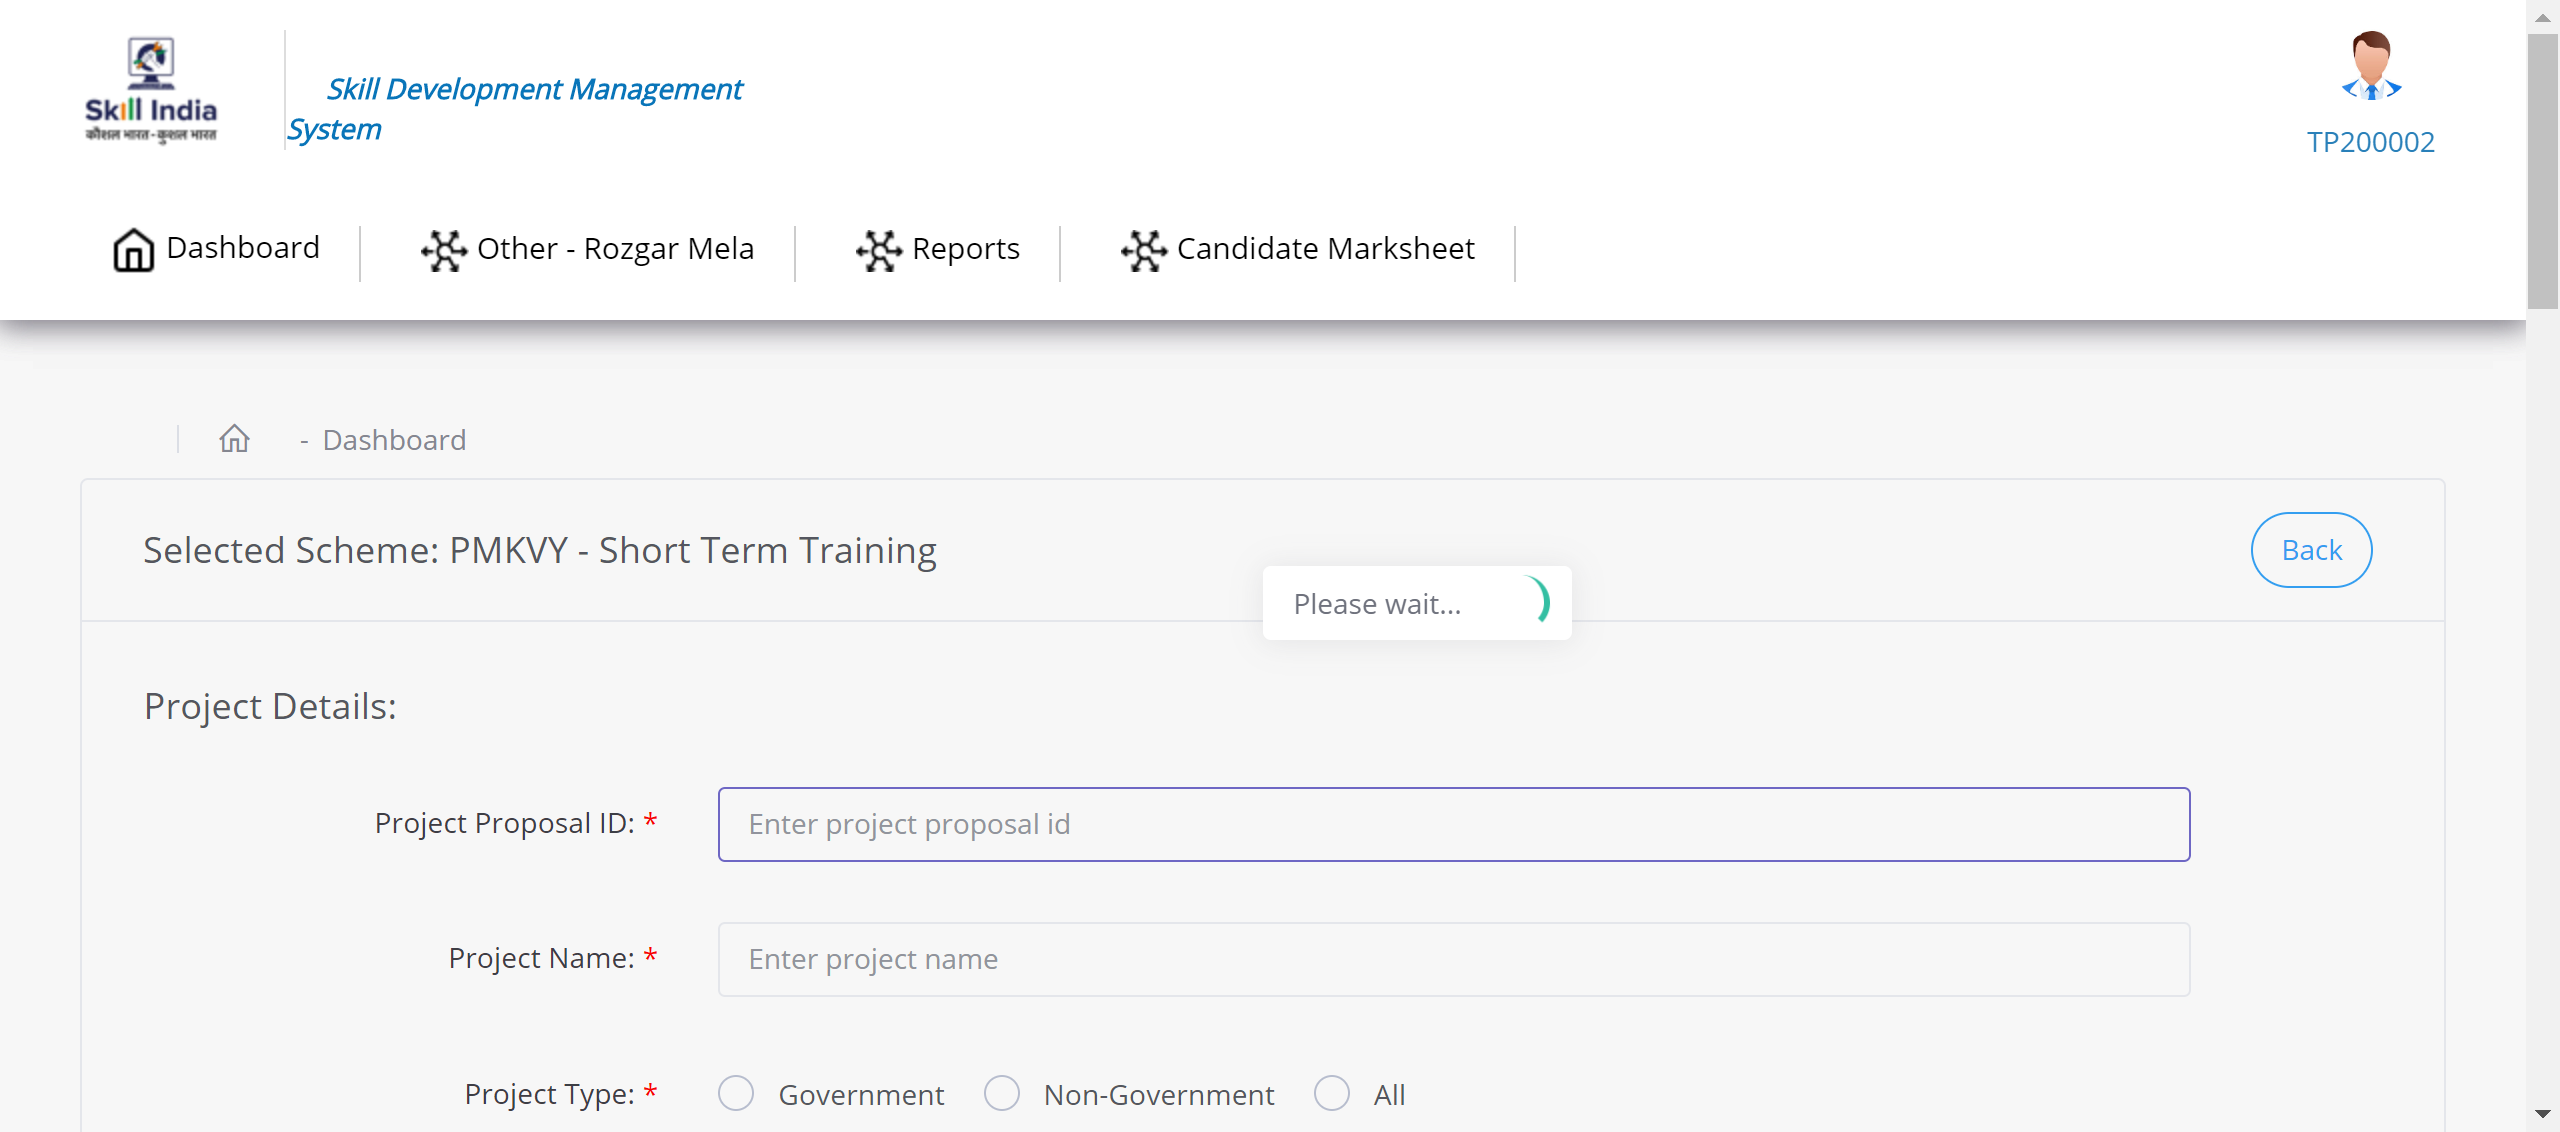 Skill India
कौशल भारत - कुशल भारत
Skill Development Management
System
TP200002
Dashboard
Other - Rozgar Mela
Reports
Candidate Marksheet
- Dashboard
Selected Scheme: PMKVY - Short Term Training
Back
Please wait...
Project Details:
Project Proposal ID: *
Enter project proposal id
Project Name: *
Enter project name
Project Type: *
Government
Non-Government
All